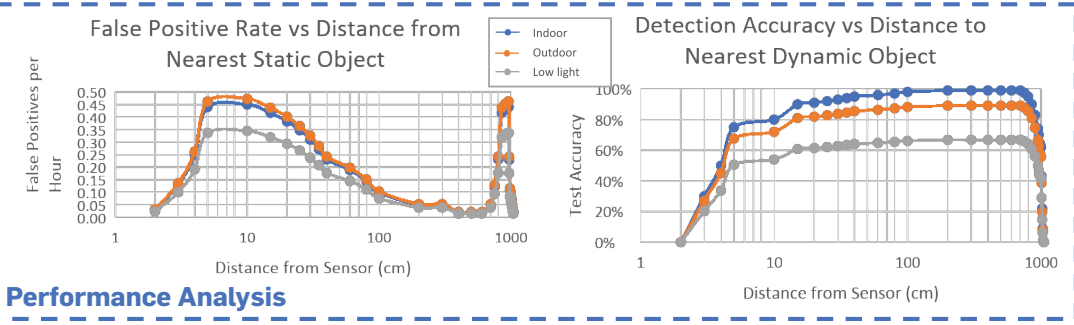 False Positive Rate vs Distance from
Nearest Static Object
False Positives per
Hour
0.50
0.45
0.40
0.35
0.30
0.25
0.20
0.15
0.10
0.05
0.00
1
10
100
1000
Distance from Sensor (cm)
Indoor
Outdoor
Low light
Detection Accuracy vs Distance to
Nearest Dynamic Object
Test Accuracy
100%
80%
60%
40%
20%
0%
1
10
100
1000
Distance from Sensor (cm)
Performance Analysis